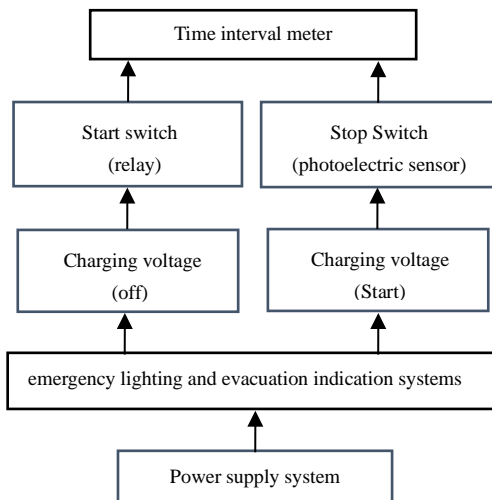 Time interval meter
Start switch
(relay)
Stop Switch
(photoelectric sensor)
Charging voltage
(off)
Charging voltage
(Start)
emergency lighting and evacuation indication systems
Power supply system